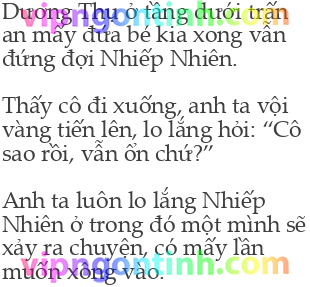 Dương Thụ ở tầng dưới trấn
an mấy đứa bé kia xong vẫn
đứng đợi Nhiếp Nhiên.
Thấy cô đi xuống, anh ta vội
vàng tiến lên, lo lắng hỏi: “Cô
sao rồi, vẫn ổn chứ?”
Anh ta luôn lo lắng Nhiếp
Nhiên ở trong đó một mình sẽ
xảy ra chuyện, có mấy lần
muốn xông vào.
vipngontinh.com
vipngontinh.com